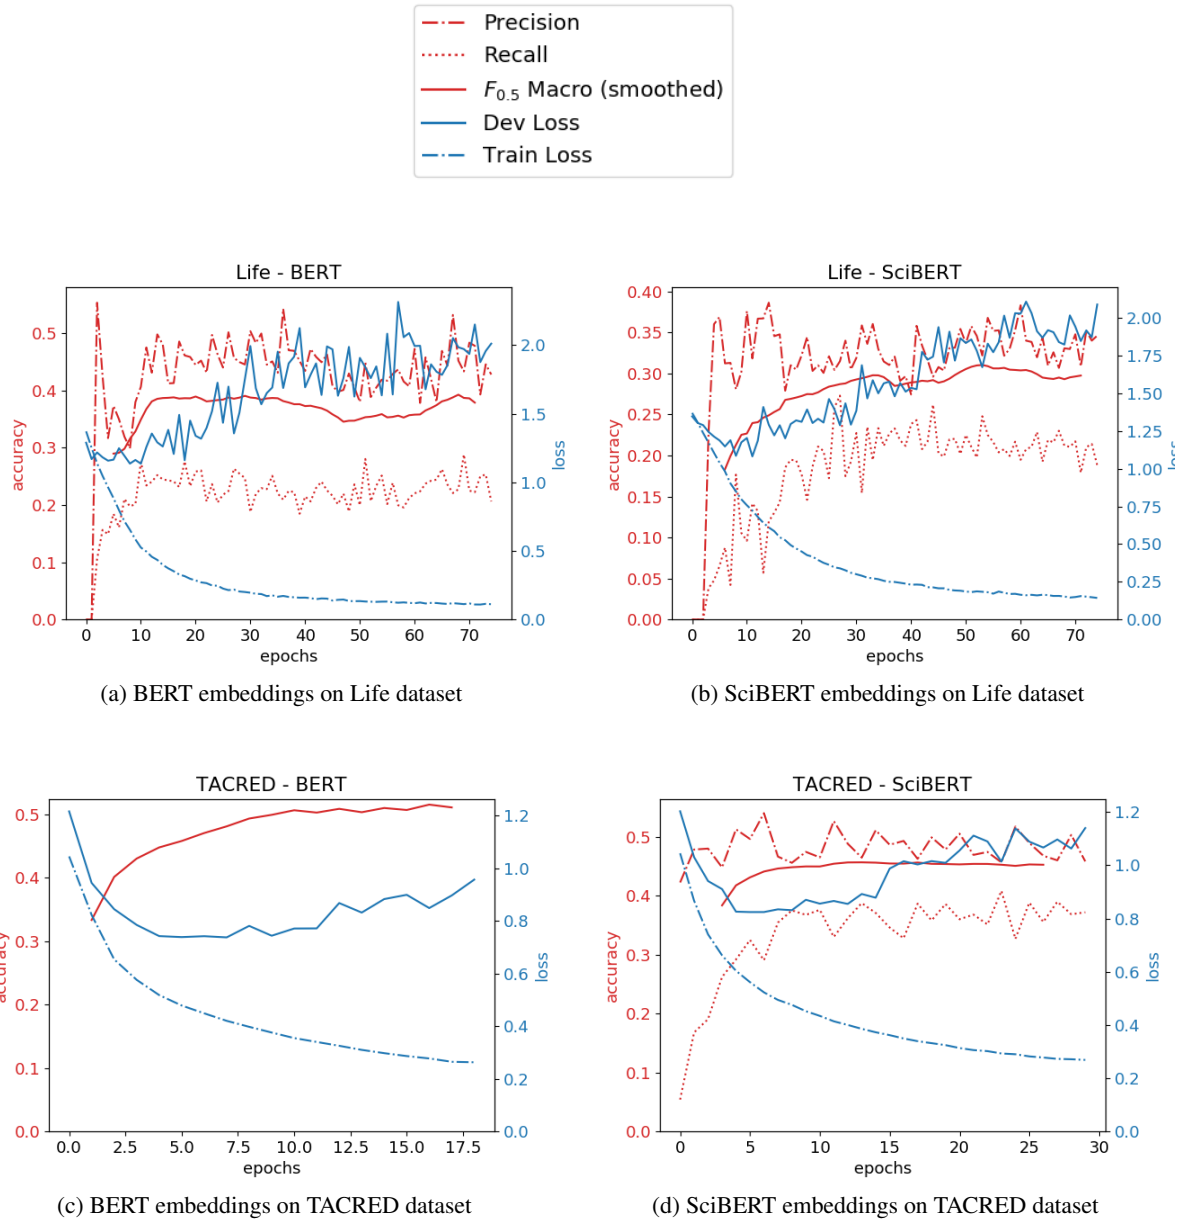 Precision
Recall
F0.5 Macro (smoothed)
Dev Loss
Train Loss
Life - BERT
0.5
0.4
0.3
0.2
0.1
0.0
accuracy
2.0
1.5
1.0
0.5
0.0
loss
0 10 20 30 40 50 60 70
epochs
(a) BERT embeddings on Life dataset
Life - SciBERT
0.40
0.35
0.30
0.25
0.20
0.15
0.10
0.05
0.00
accuracy
2.00
1.75
1.50
1.25
1.00
0.75
0.50
0.25
0.00
loss
0 10 20 30 40 50 60 70
epochs
(b) SciBERT embeddings on Life dataset
TACRED - BERT
0.5
0.4
0.3
0.2
0.1
0.0
accuracy
1.2
1.0
0.8
0.6
0.4
0.2
0.0
loss
0.0 2.5 5.0 7.5 10.0 12.5 15.0 17.5
epochs
(c) BERT embeddings on TACRED dataset
TACRED - SciBERT
0.5
0.4
0.3
0.2
0.1
0.0
accuracy
1.2
1.0
0.8
0.6
0.4
0.2
0.0
loss
0 5 10 15 20 25 30
epochs
(d) SciBERT embeddings on TACRED dataset